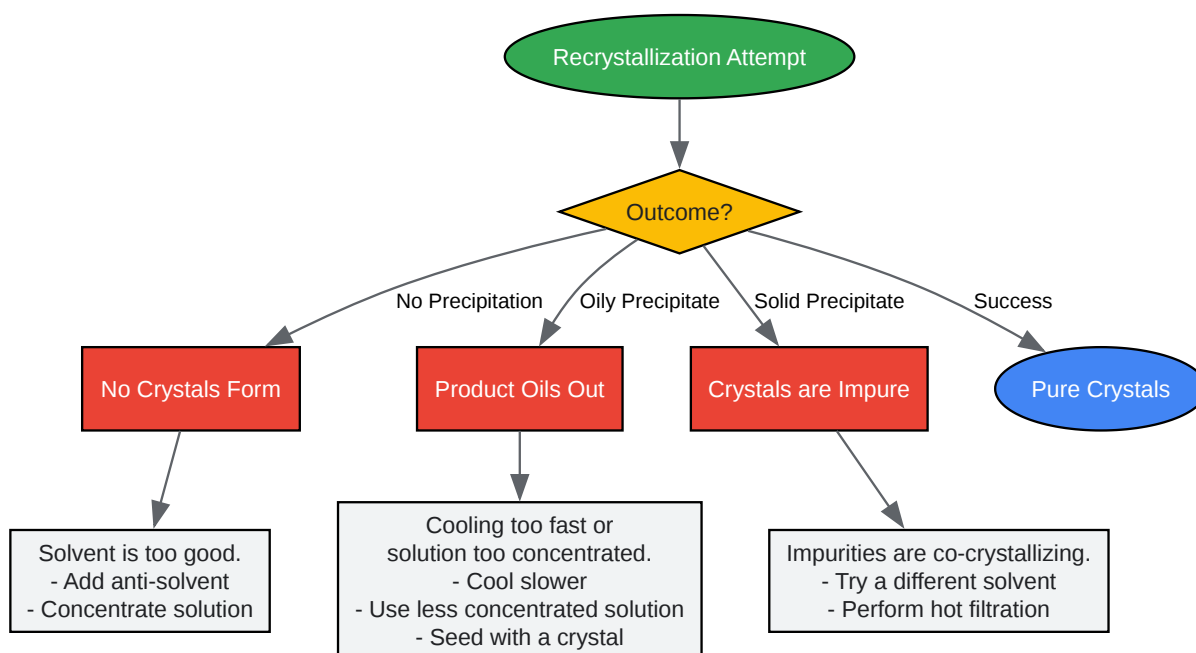 Recrystallization Attempt
Outcome?
No Precipitation
Oily Precipitate
Solid Precipitate
Success
No Crystals Form
Product Oils Out
Crystals are Impure
Pure Crystals
Solvent is too good.
- Add anti-solvent
- Concentrate solution
Cooling too fast or
solution too concentrated.
- Cool slower
- Use less concentrated solution
- Seed with a crystal
Impurities are co-crystallizing.
- Try a different solvent
- Perform hot filtration